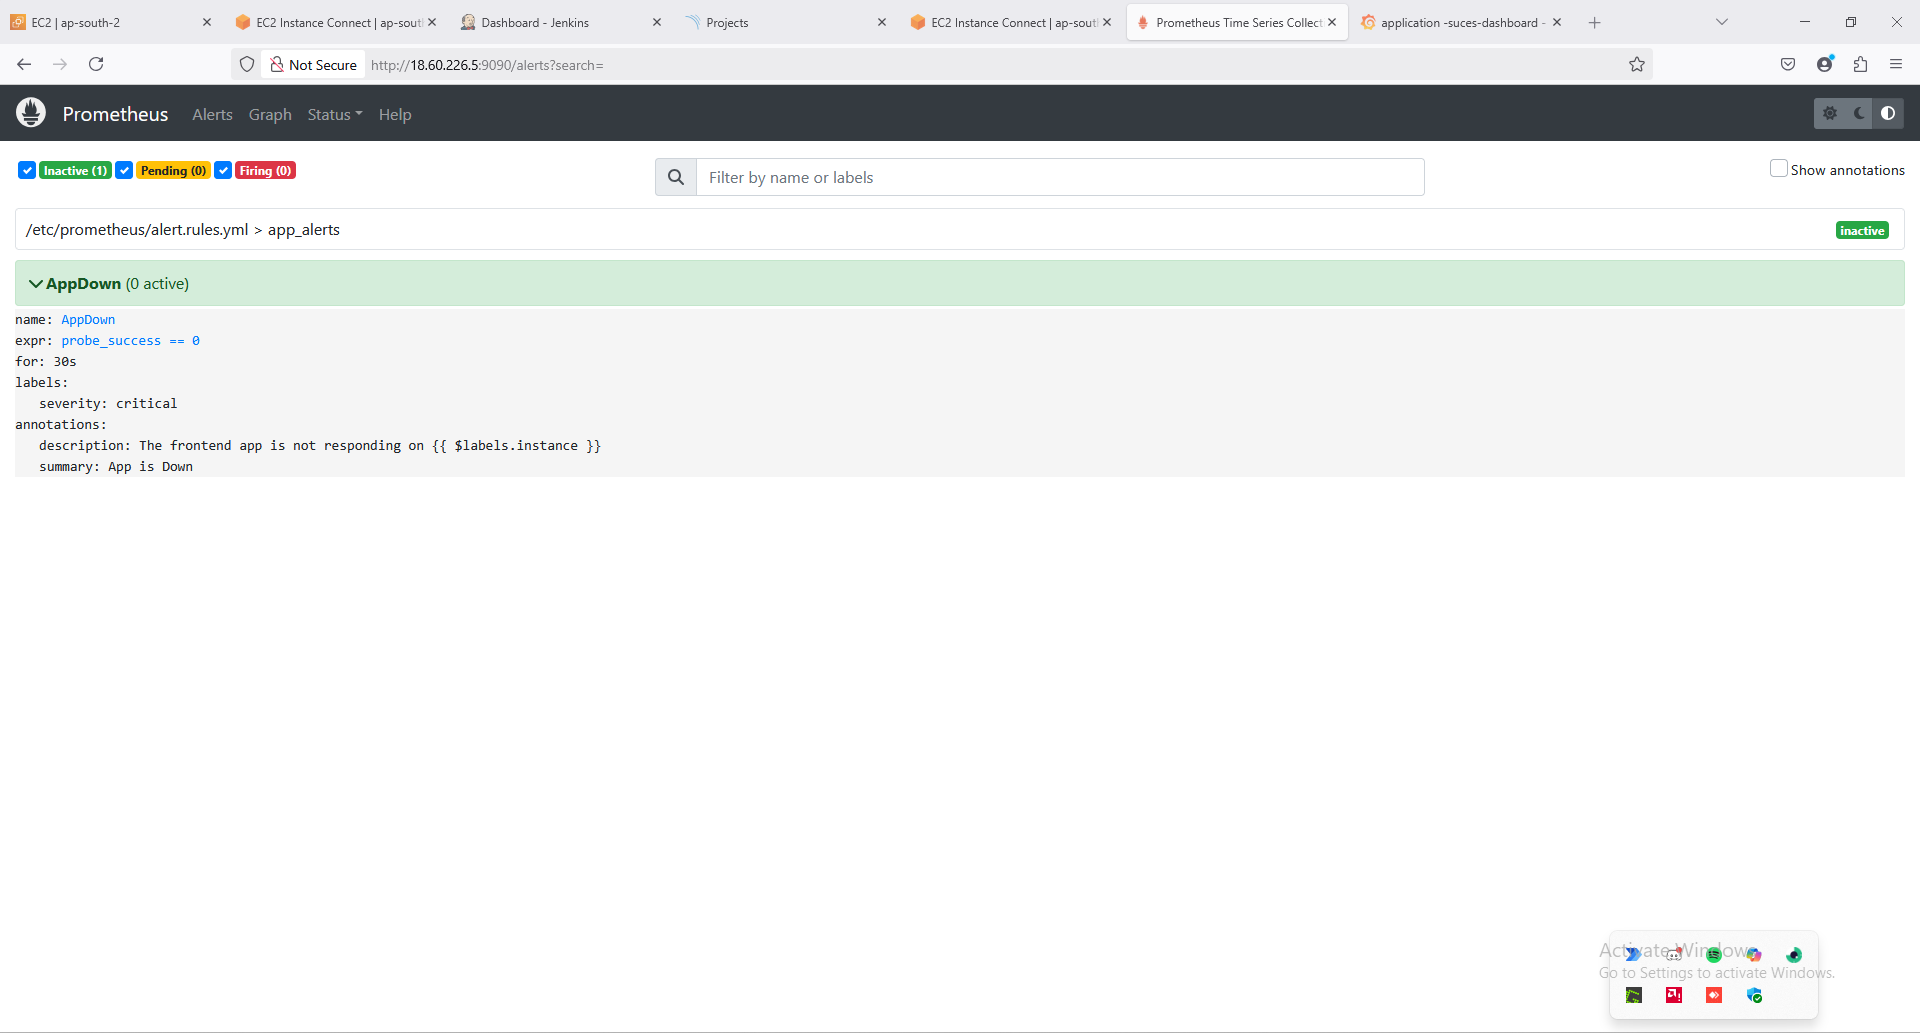 EC2 | ap-south-2
EC2 Instance Connect | ap-sout
Dashboard - Jenkins
Projects
EC2 Instance Connect | ap-sout
Prometheus Time Series Collect
application -suces-dashboard -
Not Secure
http://18.60.226.5:9090/alerts?search=
Prometheus
Alerts
Graph
Status
Help
Inactive (1)
Pending (0)
Firing (0)
Filter by name or labels
Show annotations
/etc/prometheus/alert.rules.yml > app_alerts
inactive
AppDown (0 active)
name: AppDown
expr: probe_success == 0
for: 30s
labels:
severity: critical
annotations:
description: The frontend app is not responding on {{ $labels.instance }}
summary: App is Down
Activate Windows
Go to Settings to activate Windows.